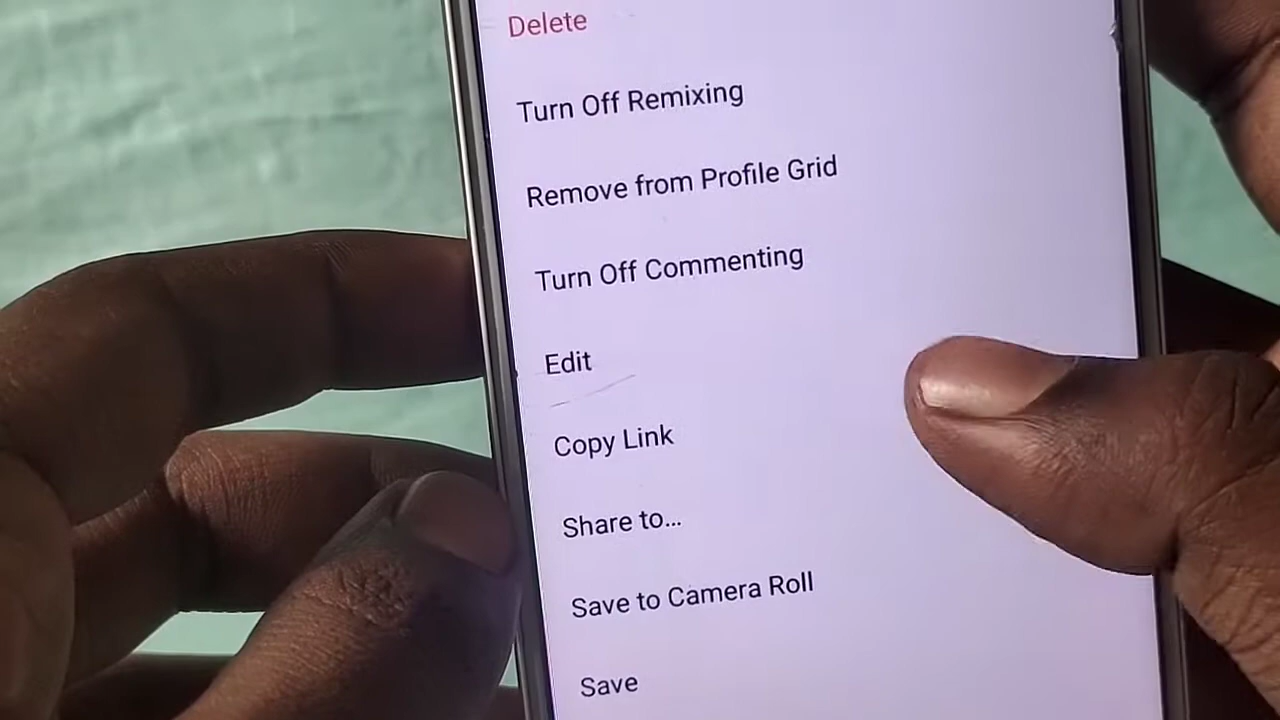 Delete
Turn Off Remixing
Remove from Profile Grid
Turn Off Commenting
Edit
Copy Link
Share to...
Save to Camera Roll
Save